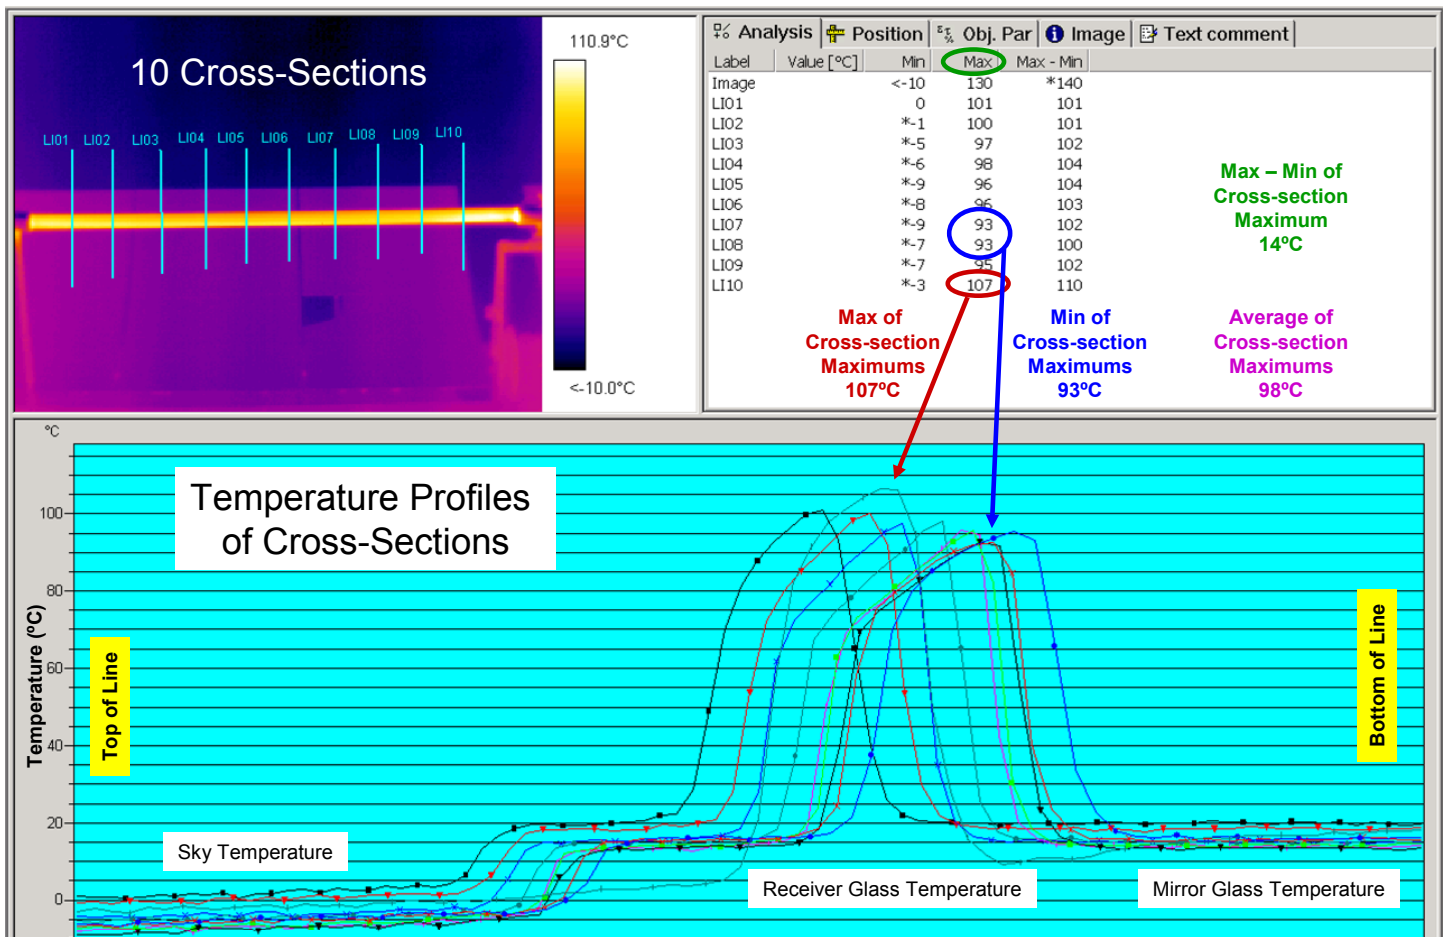 10 Cross-Sections
110.9°C
<-10.0°C
LI01 LI02 LI03 LI04 LI05 LI06 LI07 LI08 LI09 LI10
Analysis Position Obj. Par Image Text comment
Label Value [°C] Min Max Max - Min
Image <-10 130 *140
LI01 0 101 101
LI02 *-1 100 101
LI03 *-5 97 102
LI04 *-6 98 104
LI05 *-9 96 104
LI06 *-8 96 103
LI07 *-9 93 102
LI08 *-7 93 100
LI09 *-7 95 102
LI10 *-3 107 110
Max – Min of
Cross-section
Maximum
14ºC
Max of
Cross-section
Maximums
107ºC
Min of
Cross-section
Maximums
93ºC
Average of
Cross-section
Maximums
98ºC
°C
Temperature Profiles
of Cross-Sections
100
80
60
40
20
0
Temperature (ºC)
Top of Line
Bottom of Line
Sky Temperature
Receiver Glass Temperature
Mirror Glass Temperature